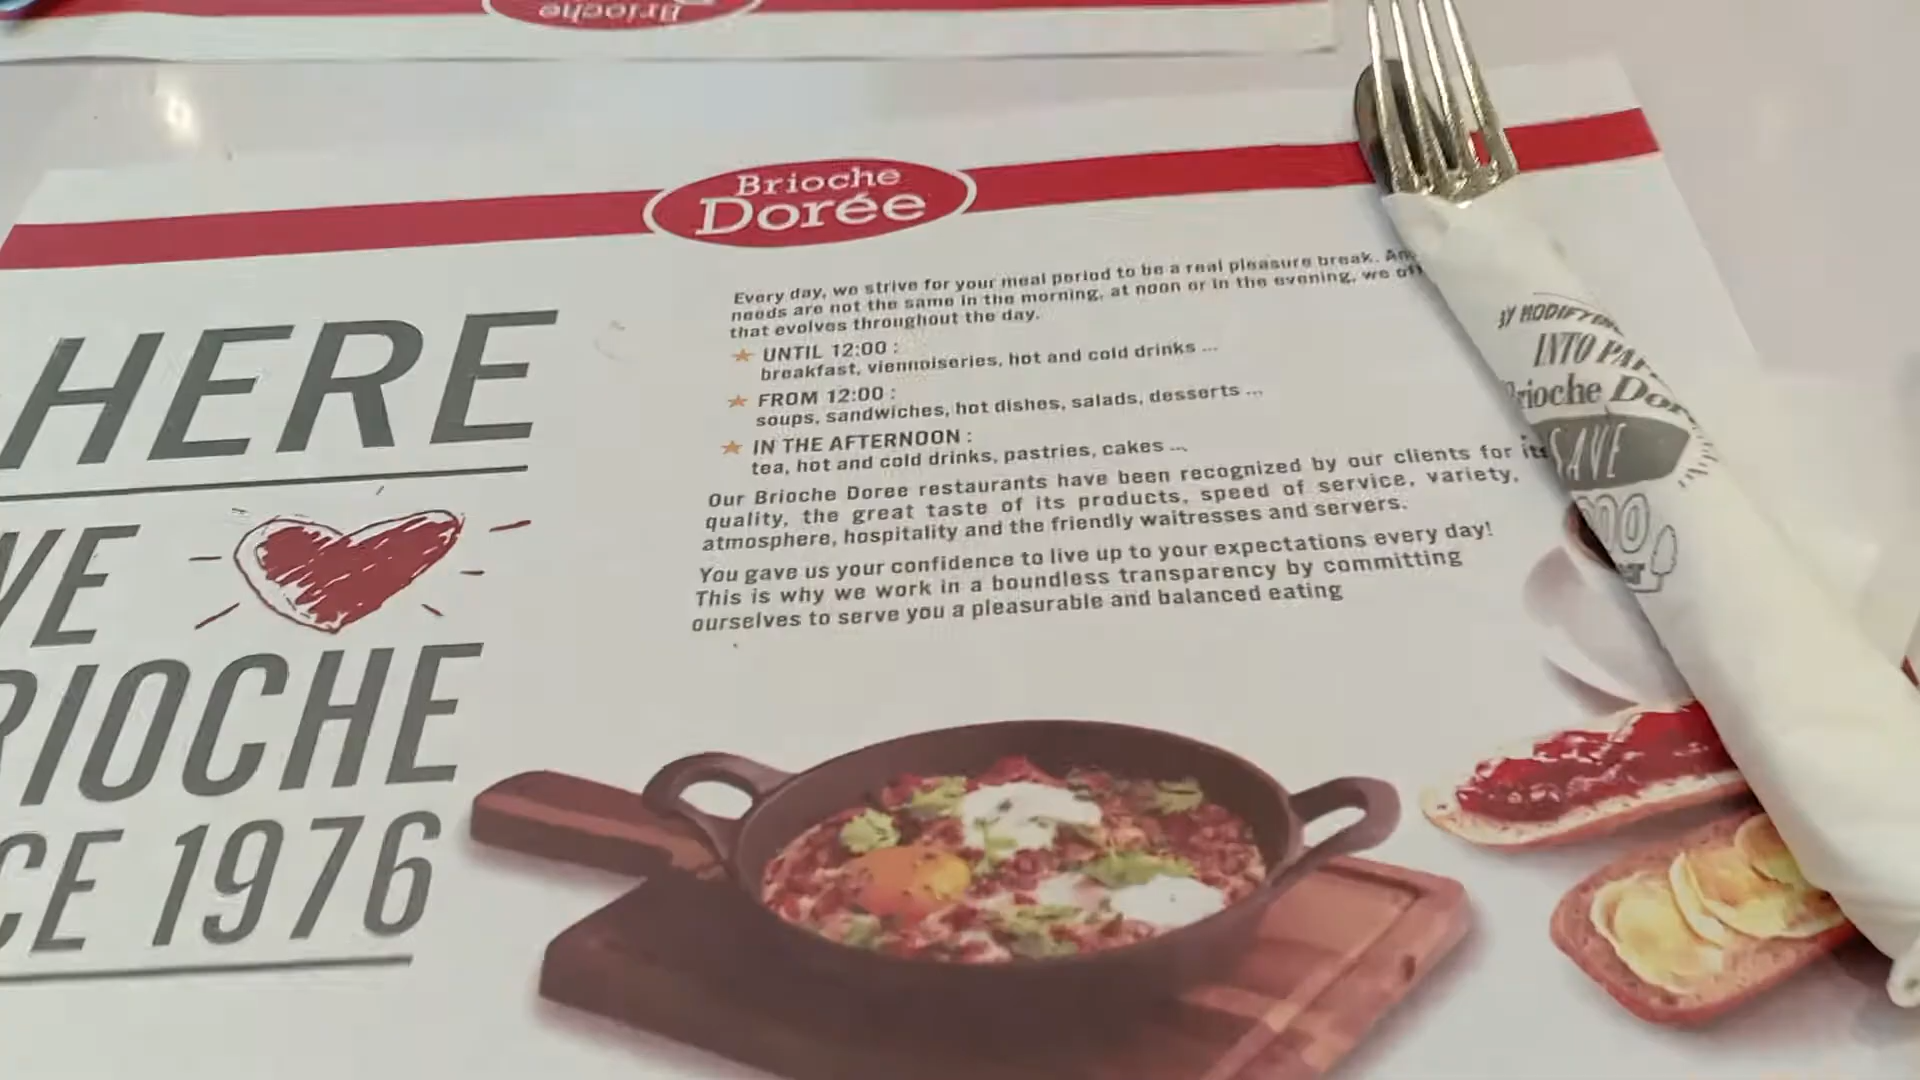 Brioche
Brioche
Dorée
HERE
Every day, we strive for your meal period to be a real pleasure break.
needs are not the same in the morning, at noon or in the evening, we
that evolves throughout the day.
UNTIL 12:00 :
breakfast, viennoiseries, hot and cold drinks ...
FROM 12:00 :
soups, sandwiches, hot dishes, salads, desserts ...
IN THE AFTERNOON :
tea, hot and cold drinks, pastries, cakes ...
Our Brioche Doree restaurants have been recognized by our clients for its
quality, the great taste of its products, speed of service, variety,
atmosphere, hospitality and the friendly waitresses and servers.
You gave us your confidence to live up to your expectations every day!
This is why we work in a boundless transparency by committing
ourselves to serve you a pleasurable and balanced eating
VE
RIOCHE
CE 1976
BY MODIFYING
INTO
Brioche Dorée
SAVE